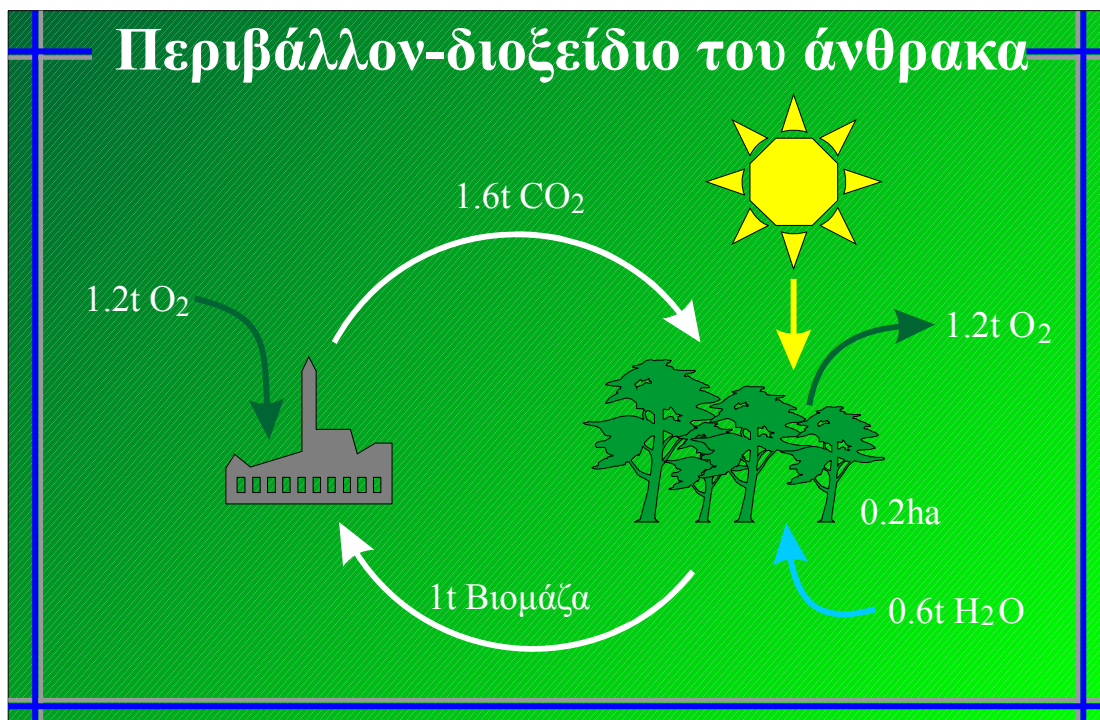 Περιβάλλον-διοξείδιο του άνθρακα
1.6t CO₂
1.2t O₂
1.2t O₂
0.2ha
1t Βιομάζα
0.6t H₂O